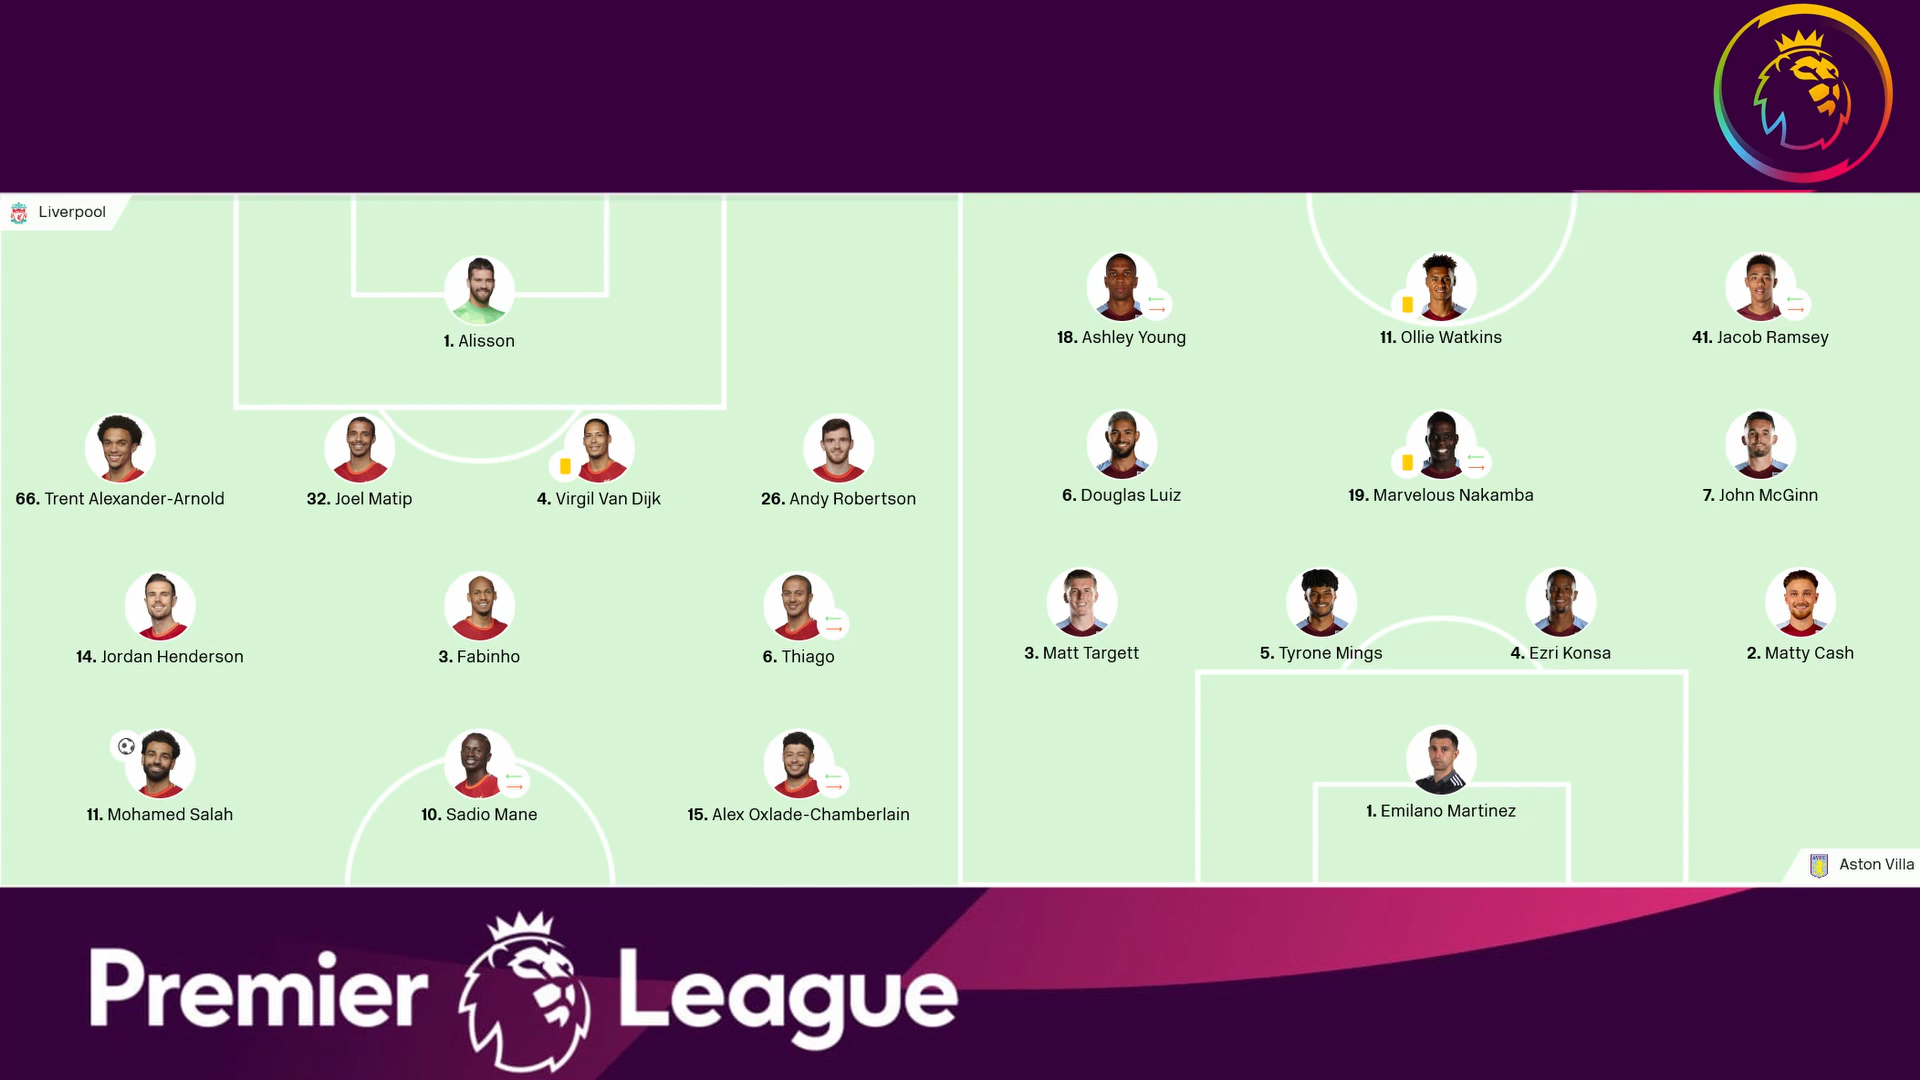 Liverpool
1. Alisson
66. Trent Alexander-Arnold
32. Joel Matip
4. Virgil Van Dijk
26. Andy Robertson
14. Jordan Henderson
3. Fabinho
6. Thiago
11. Mohamed Salah
10. Sadio Mane
15. Alex Oxlade-Chamberlain
18. Ashley Young
11. Ollie Watkins
41. Jacob Ramsey
6. Douglas Luiz
19. Marvelous Nakamba
7. John McGinn
3. Matt Targett
5. Tyrone Mings
4. Ezri Konsa
2. Matty Cash
1. Emilano Martinez
Aston Villa
Premier League